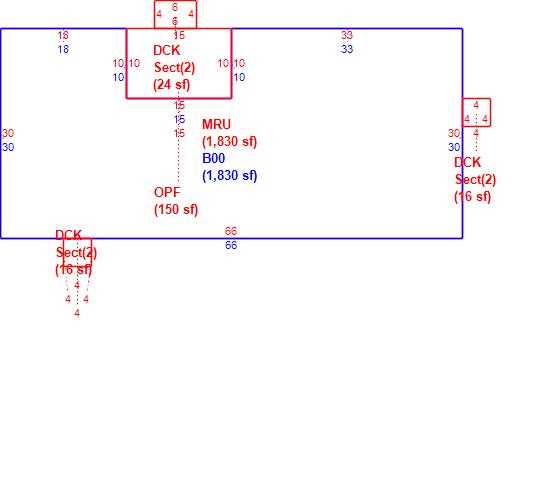 6
4 4
6
18 15 33
18 33
DCK
10 10 Sect(2) 10 10
10 (24 sf) 10
4
15
15 4 4
30 15 30 4
30 30
MRU
(1,830 sf)
B00
(1,830 sf)
DCK
Sect(2)
(16 sf)
OPF
(150 sf)
66
66
DCK
Sect(2)
(16 sf)
4
4 4
4